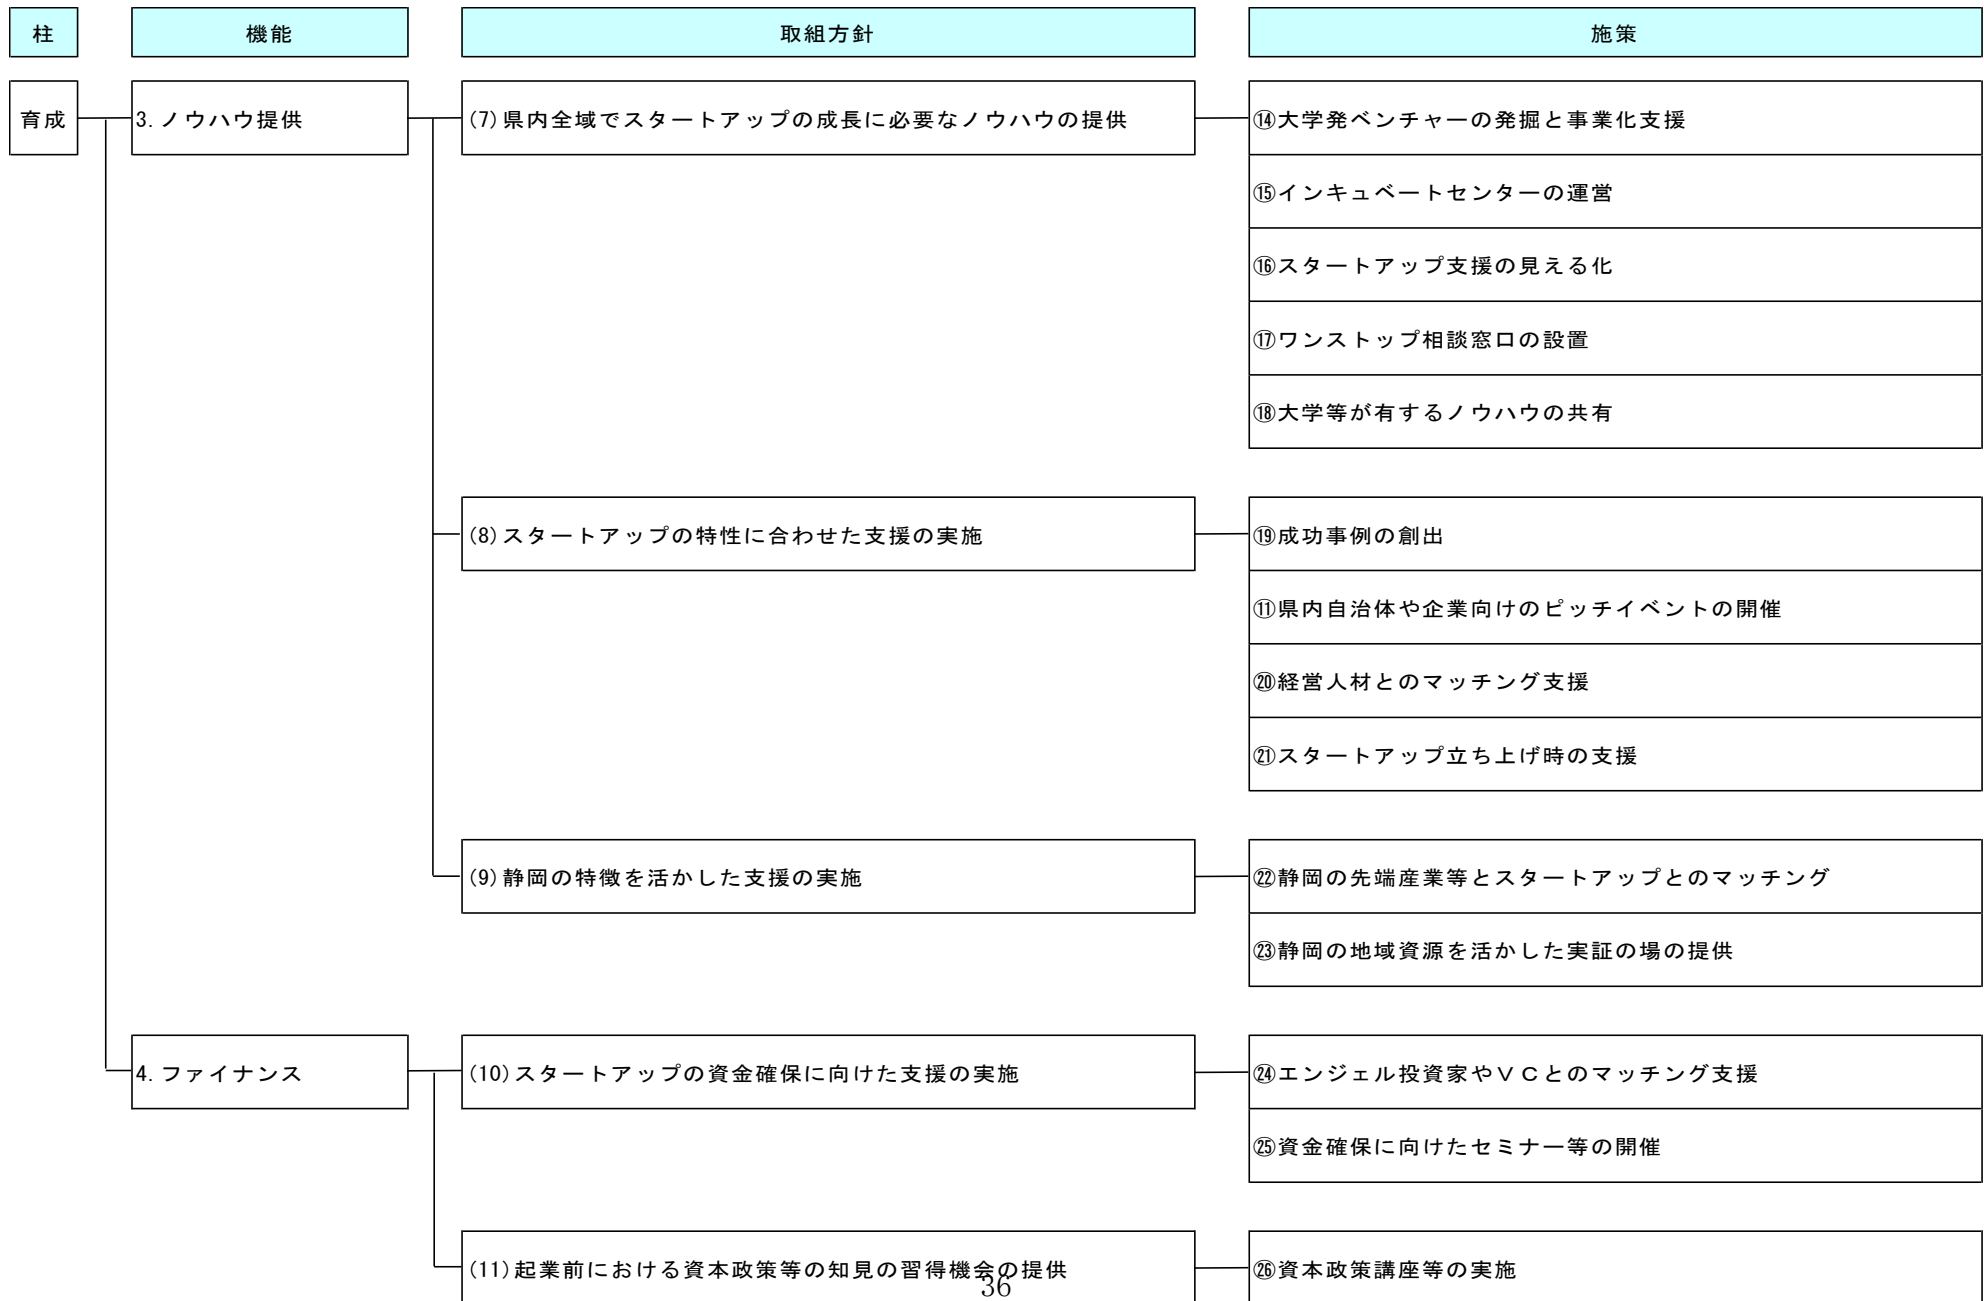 柱
機能
取組方針
施策
育成
3.ノウハウ提供
(7)県内全域でスタートアップの成長に必要なノウハウの提供
⑭大学発ベンチャーの発掘と事業化支援
⑮インキュベートセンターの運営
⑯スタートアップ支援の見える化
⑰ワンストップ相談窓口の設置
⑱大学等が有するノウハウの共有
(8)スタートアップの特性に合わせた支援の実施
⑲成功事例の創出
⑪県内自治体や企業向けのピッチイベントの開催
⑳経営人材とのマッチング支援
㉑スタートアップ立ち上げ時の支援
(9)静岡の特徴を活かした支援の実施
㉒静岡の先端産業等とスタートアップとのマッチング
㉓静岡の地域資源を活かした実証の場の提供
4.ファイナンス
(10)スタートアップの資金確保に向けた支援の実施
㉔エンジェル投資家やＶＣとのマッチング支援
㉕資金確保に向けたセミナー等の開催
(11)起業前における資本政策等の知見の習得機会の提供
㉖資本政策講座等の実施
36